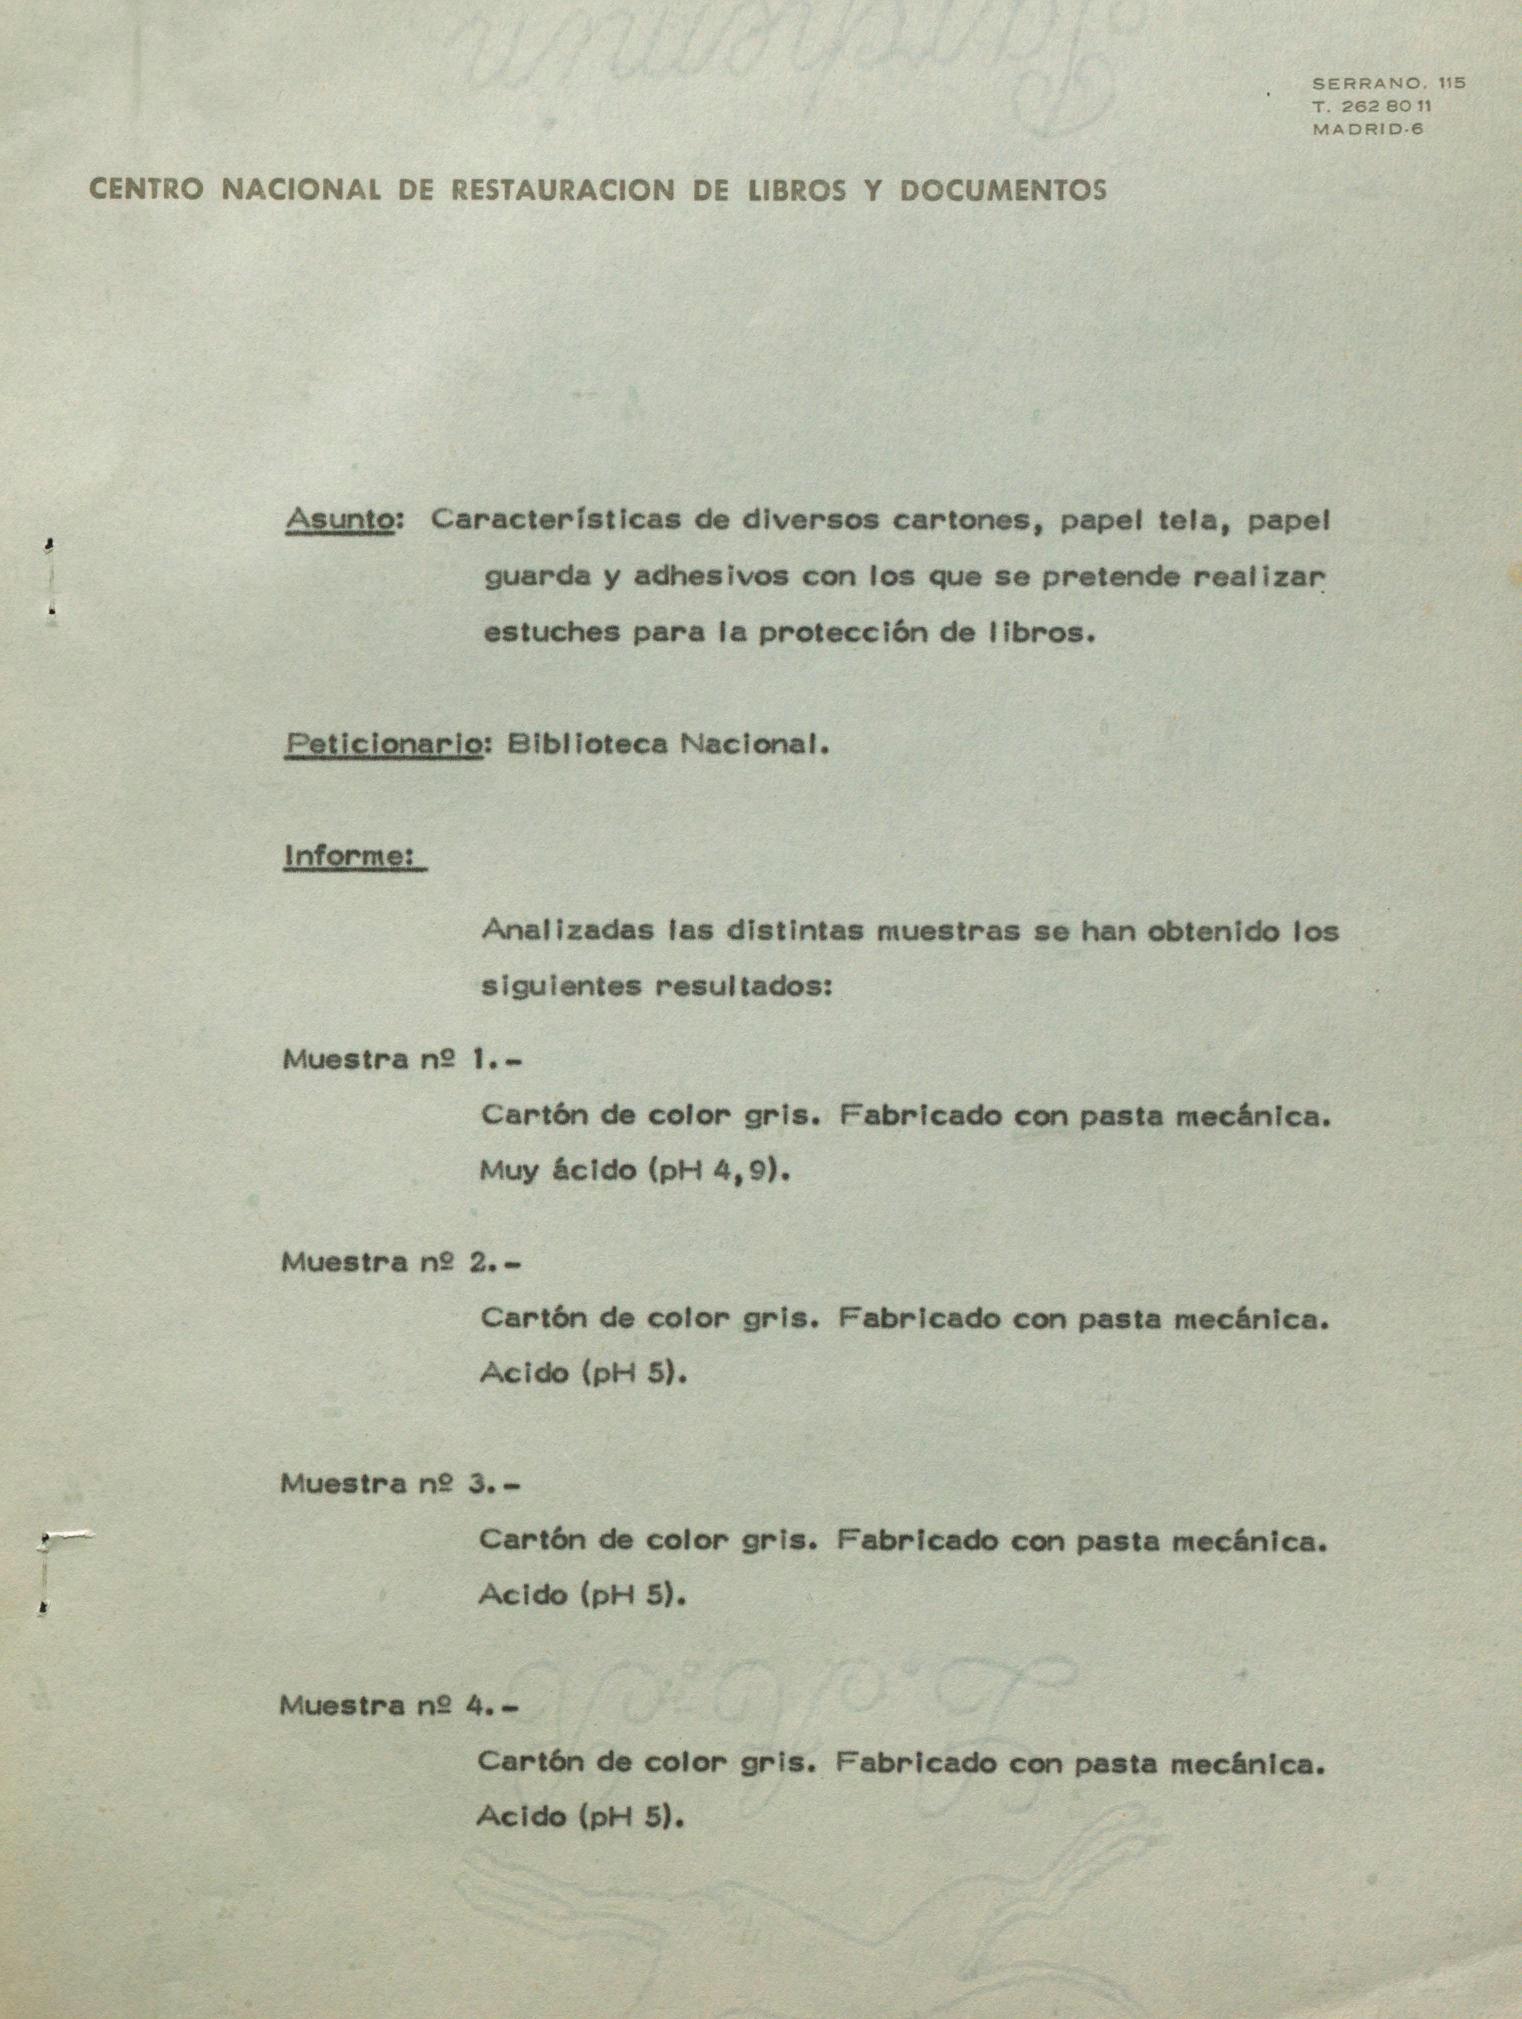 SERRANO, 115
T. 262 80 11
MADRID-6
CENTRO NACIONAL DE RESTAURACION DE LIBROS Y DOCUMENTOS
Asunto: Características de diversos cartones, papel tela, papel
guarda y adhesivos con los que se pretende realizar
estuches para la protección de libros.
Peticionario: Biblioteca Nacional.
Informe:
Analizadas las distintas muestras se han obtenido los
siguientes resultados:
Muestra nº 1.-
Cartón de color gris. Fabricado con pasta mecánica.
Muy ácido (pH 4,9).
Muestra nº 2.-
Cartón de color gris. Fabricado con pasta mecánica.
Acido (pH 5).
Muestra nº 3.-
Cartón de color gris. Fabricado con pasta mecánica.
Acido (pH 5).
Muestra nº 4.-
Cartón de color gris. Fabricado con pasta mecánica.
Acido (pH 5).